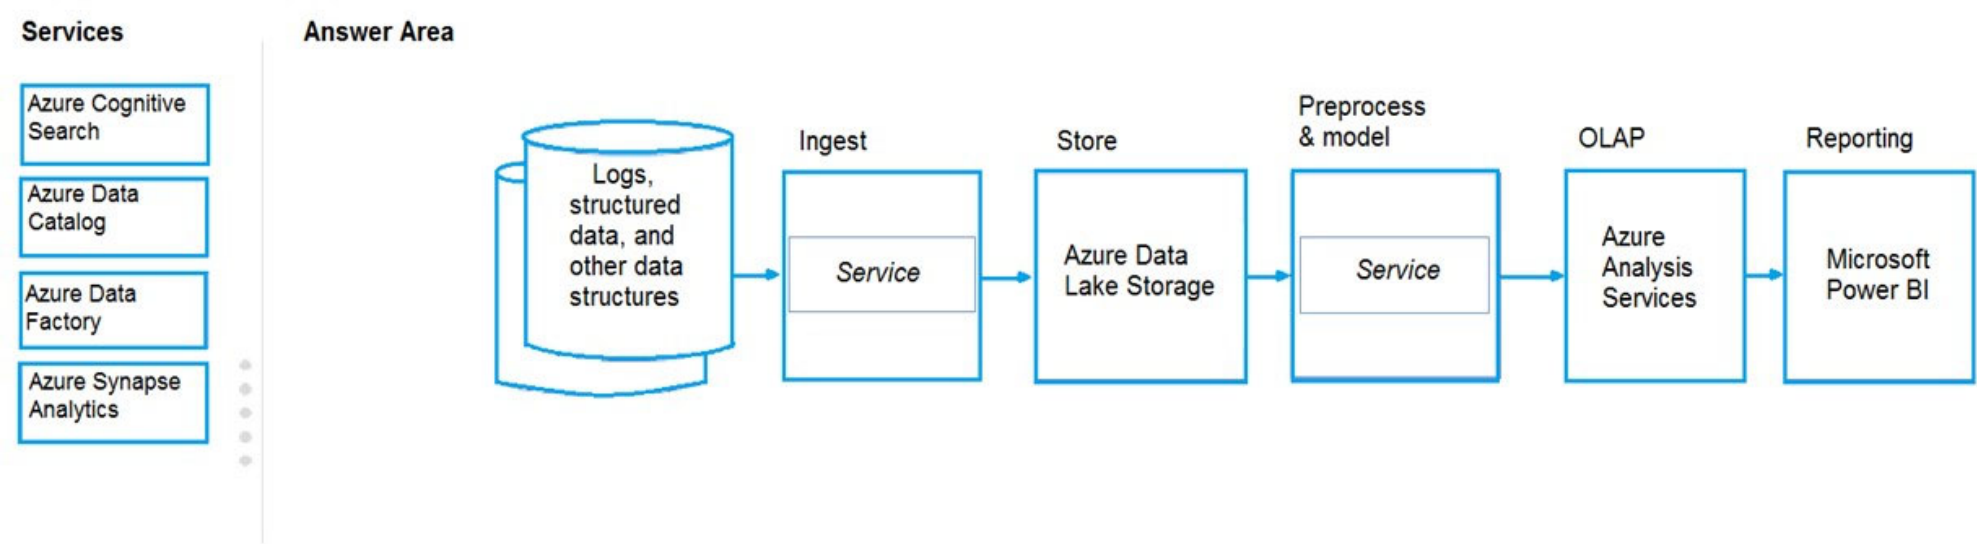 Services
Answer Area
Azure Cognitive
Search
Azure Data
Catalog
Azure Data
Factory
Azure Synapse
Analytics
Logs,
structured
data, and
other data
structures
Ingest
Service
Store
Azure Data
Lake Storage
Preprocess
& model
Service
OLAP
Azure
Analysis
Services
Reporting
Microsoft
Power BI